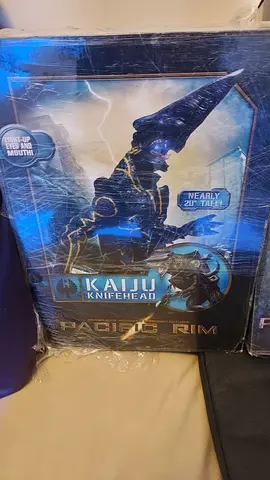 LIGHT-UP
EYES AND
MOUTH!
NEARLY
20" TALL!
KAIJU
KNIFEHEAD
PACIFIC RIM